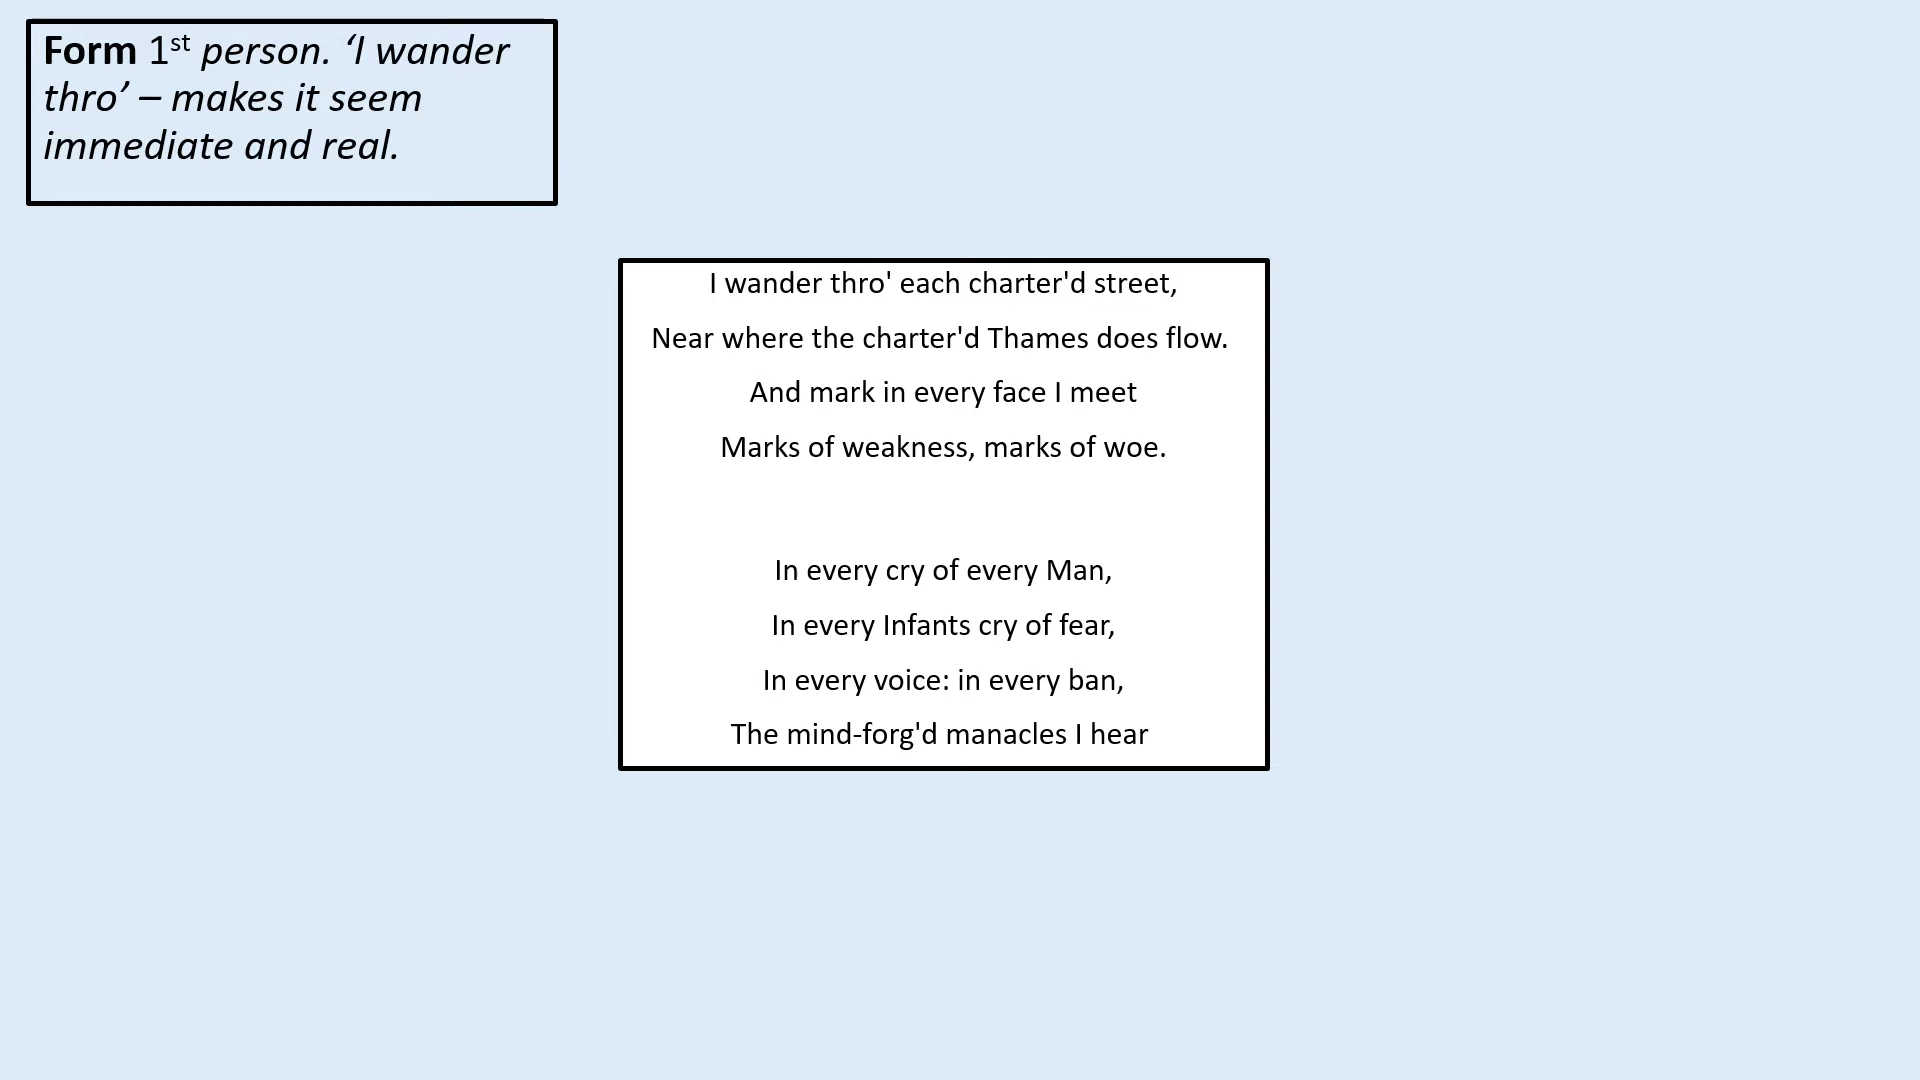 Form 1st person. ‘I wander
thro’ – makes it seem
immediate and real.
I wander thro' each charter'd street,
Near where the charter'd Thames does flow.
And mark in every face I meet
Marks of weakness, marks of woe.
In every cry of every Man,
In every Infants cry of fear,
In every voice: in every ban,
The mind-forg'd manacles I hear